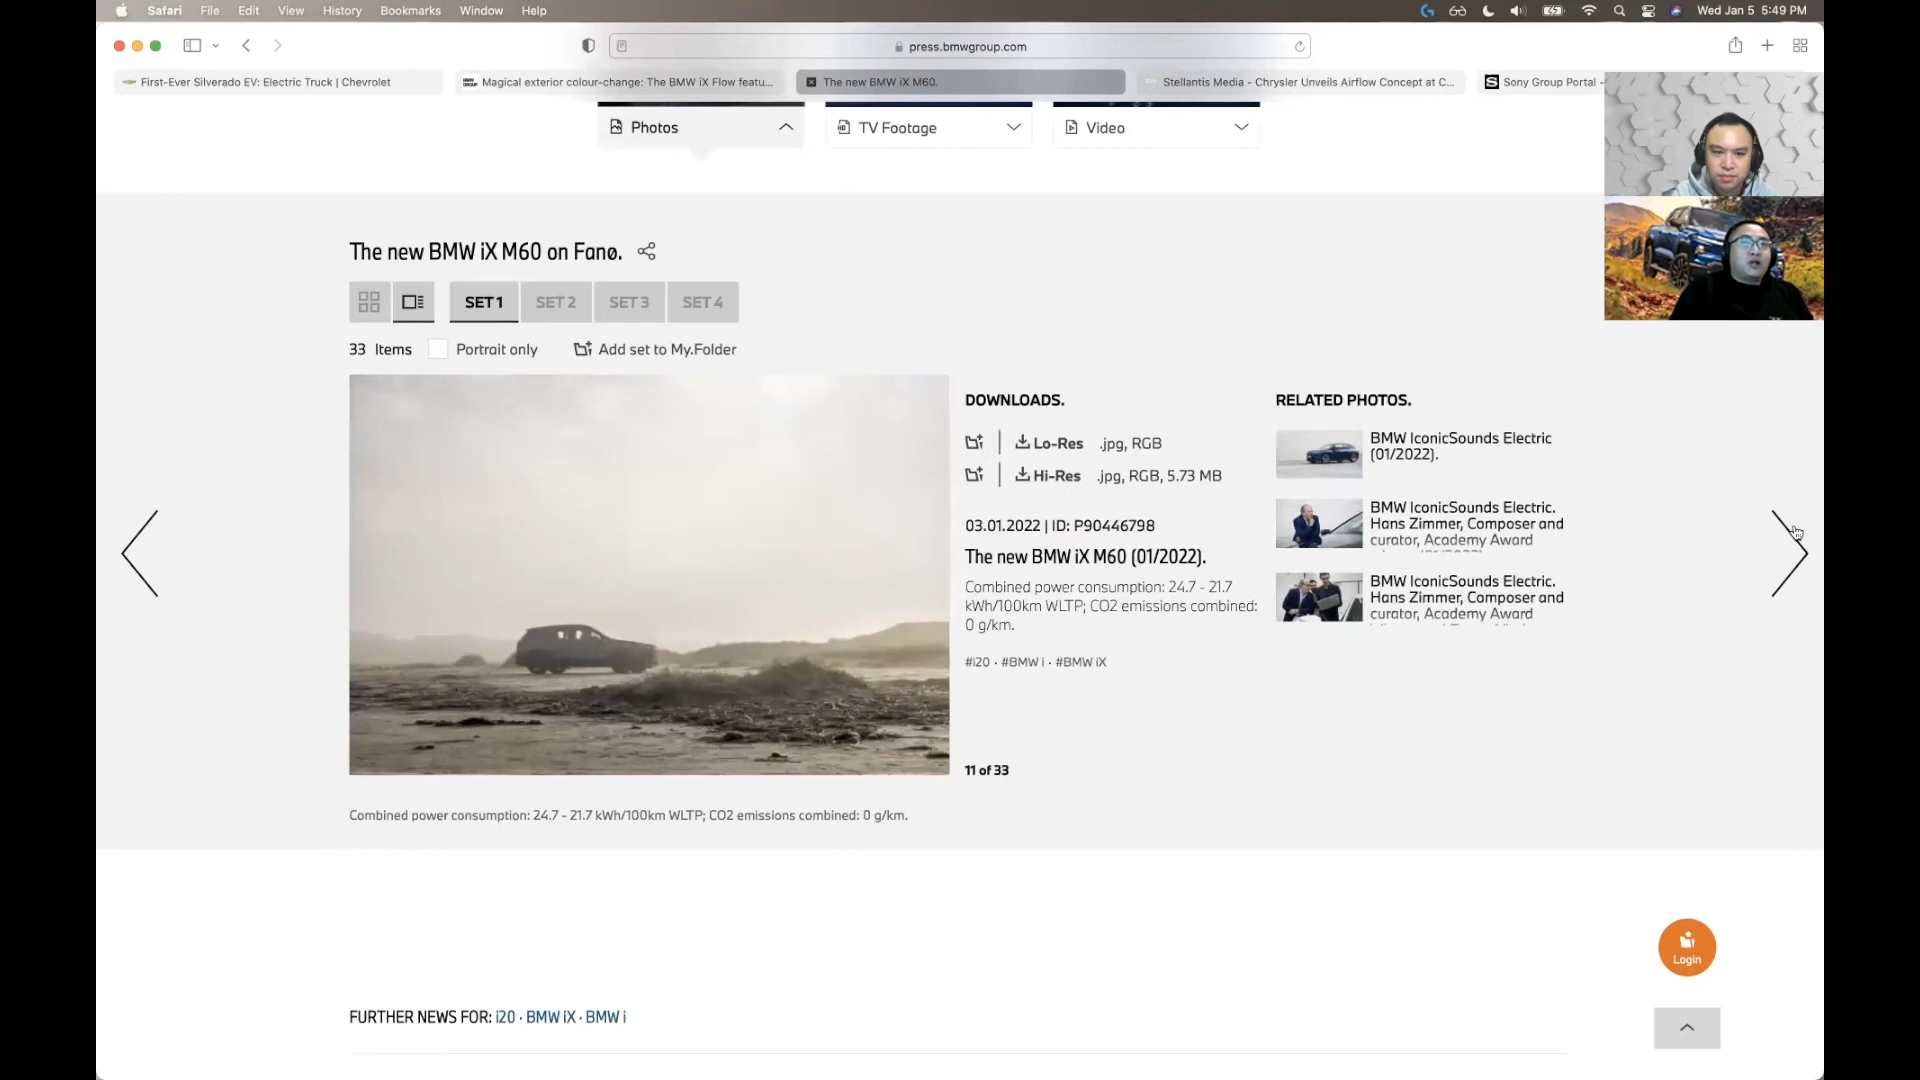 Safari File Edit View History Bookmarks Window Help Wed Jan 5 5:49 PM
press.bmwgroup.com
First-Ever Silverado EV: Electric Truck | Chevrolet
Magical exterior colour-change: The BMW iX Flow featu...
The new BMW iX M60.
Stellantis Media - Chrysler Unveils Airflow Concept at C...
Sony Group Portal -
Photos
TV Footage
Video
The new BMW iX M60 on Fanø.
SET 1 SET 2 SET 3 SET 4
33 Items Portrait only Add set to My.Folder
DOWNLOADS.
Lo-Res .jpg, RGB
Hi-Res .jpg, RGB, 5.73 MB
03.01.2022 | ID: P90446798
The new BMW iX M60 (01/2022).
Combined power consumption: 24.7 - 21.7
kWh/100km WLTP; CO2 emissions combined:
0 g/km.
#i20 · #BMW i · #BMW iX
11 of 33
RELATED PHOTOS.
BMW IconicSounds Electric
(01/2022).
BMW IconicSounds Electric.
Hans Zimmer, Composer and
curator, Academy Award
BMW IconicSounds Electric.
Hans Zimmer, Composer and
curator, Academy Award
Combined power consumption: 24.7 - 21.7 kWh/100km WLTP; CO2 emissions combined: 0 g/km.
Login
FURTHER NEWS FOR: i20 · BMW iX · BMW i